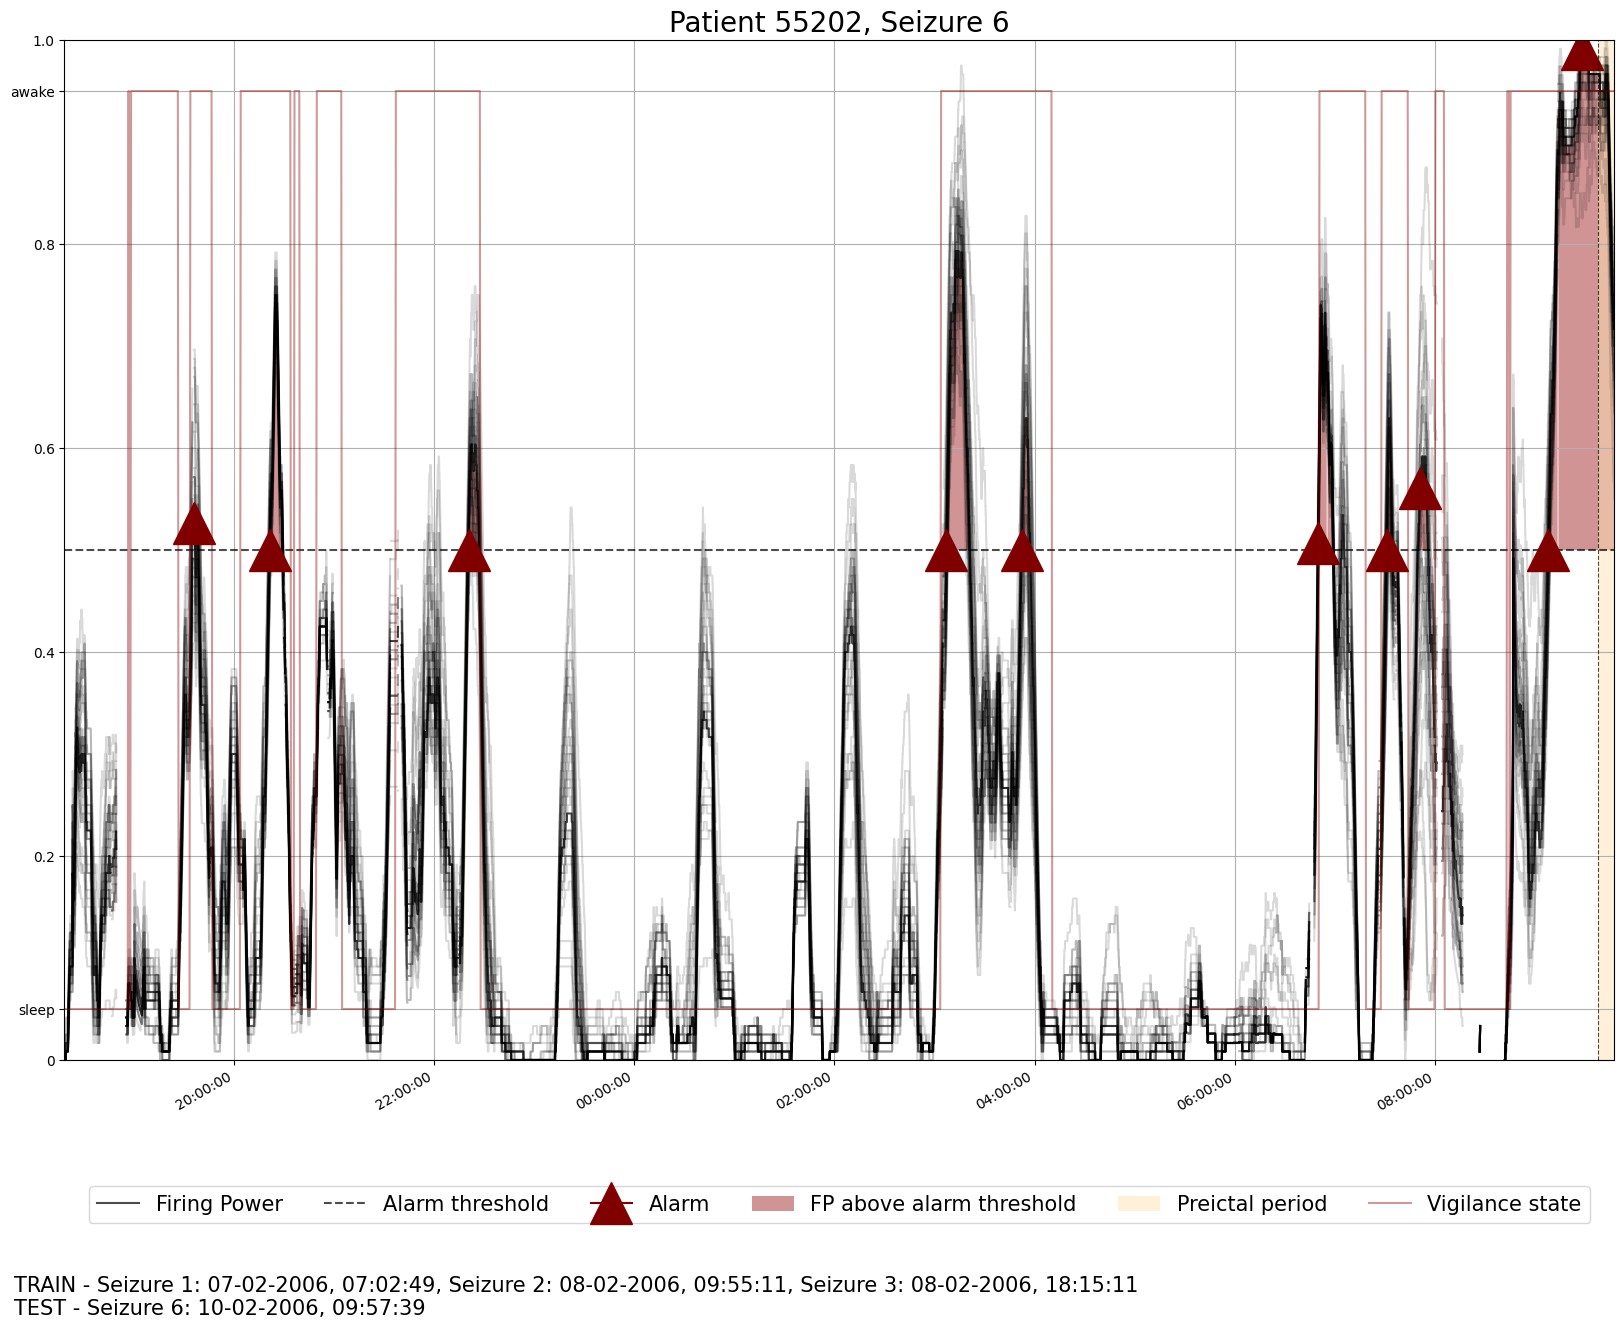 Patient 55202, Seizure 6
1.0
awake
0.8
0.6
0.4
0.2
sleep
0
20:00:00
22:00:00
00:00:00
02:00:00
04:00:00
06:00:00
08:00:00
Firing Power
Alarm threshold
Alarm
FP above alarm threshold
Preictal period
Vigilance state
TRAIN - Seizure 1: 07-02-2006, 07:02:49, Seizure 2: 08-02-2006, 09:55:11, Seizure 3: 08-02-2006, 18:15:11
TEST - Seizure 6: 10-02-2006, 09:57:39